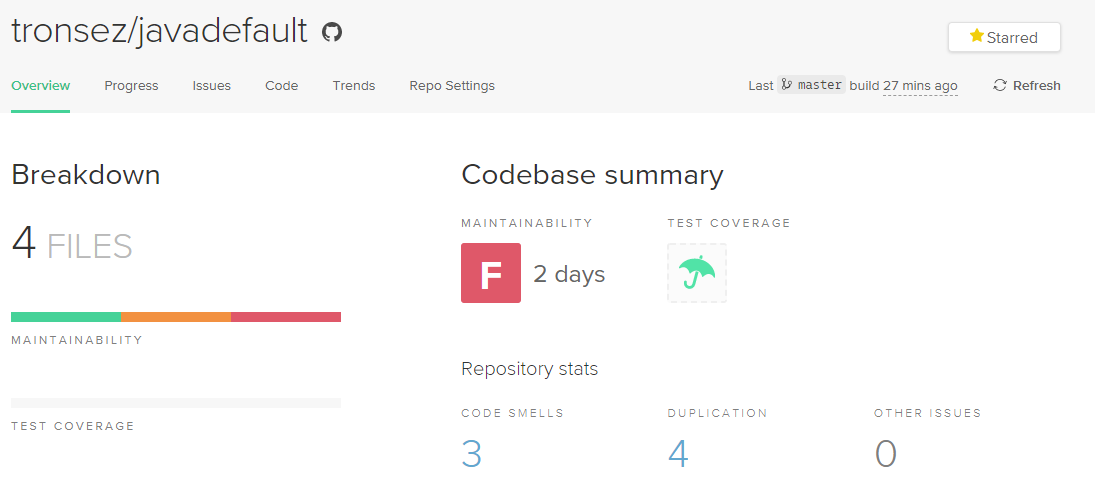 tronsez/javadefault
Starred
Overview Progress Issues Code Trends Repo Settings
Last master build 27 mins ago Refresh
Breakdown
4 FILES
MAINTAINABILITY
TEST COVERAGE
Codebase summary
MAINTAINABILITY TEST COVERAGE
F 2 days
Repository stats
CODE SMELLS DUPLICATION OTHER ISSUES
3 4 0